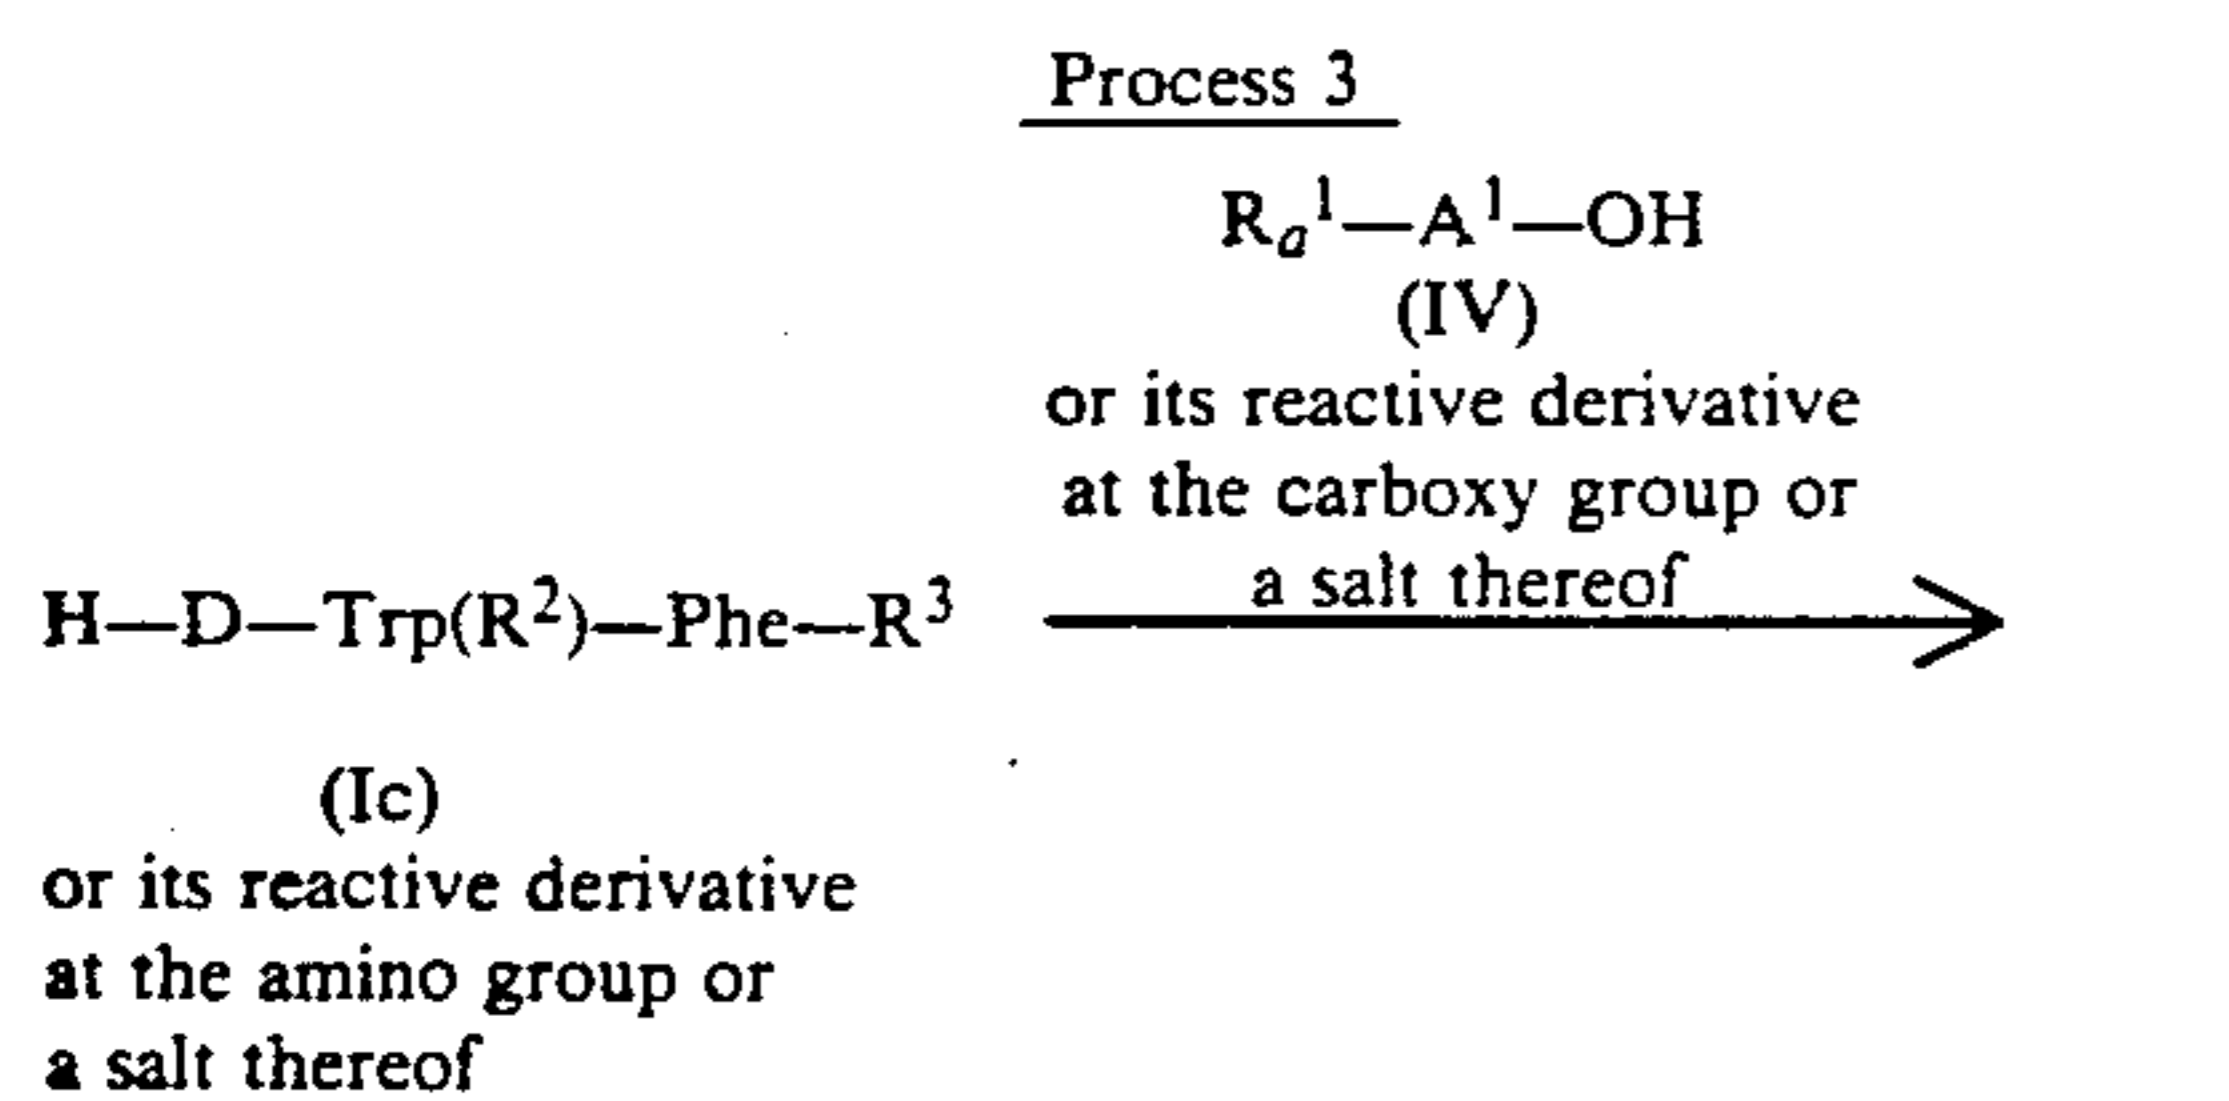 Process 3
Rₐ¹—A¹—OH
(IV)
or its reactive derivative
at the carboxy group or
a salt thereof
H—D—Trp(R²)—Phe—R³
(Ic)
or its reactive derivative
at the amino group or
a salt thereof